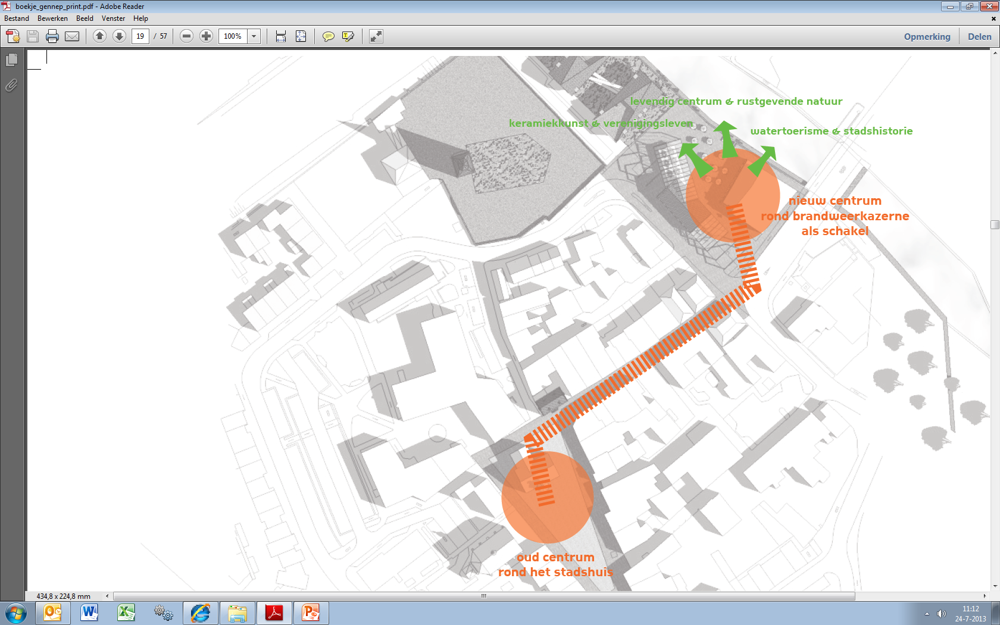 boekje_gennep_print.pdf - Adobe Reader
Bestand Bewerken Beeld Venster Help
19 / 57 100% Opmerking Delen
levendig centrum & rustgevende natuur
keramiekkunst & verenigingsleven
watertoerisme & stadshistorie
nieuw centrum
rond brandweerkazerne
als schakel
oud centrum
rond het stadshuis
434,8 x 224,8 mm
11:12
24-7-2013